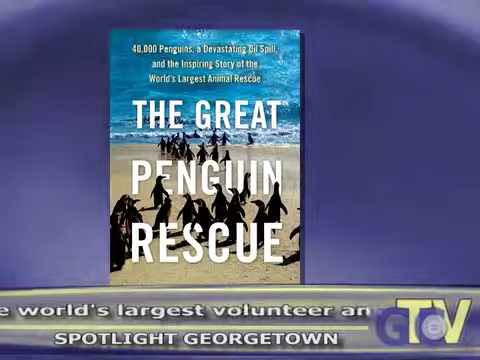 40,000 Penguins, a Devastating Oil Spill,
and the Inspiring Story of the
World's Largest Animal Rescue
THE GREAT
PENGUIN
RESCUE
e world's largest volunteer an
SPOTLIGHT GEORGETOWN
G TV